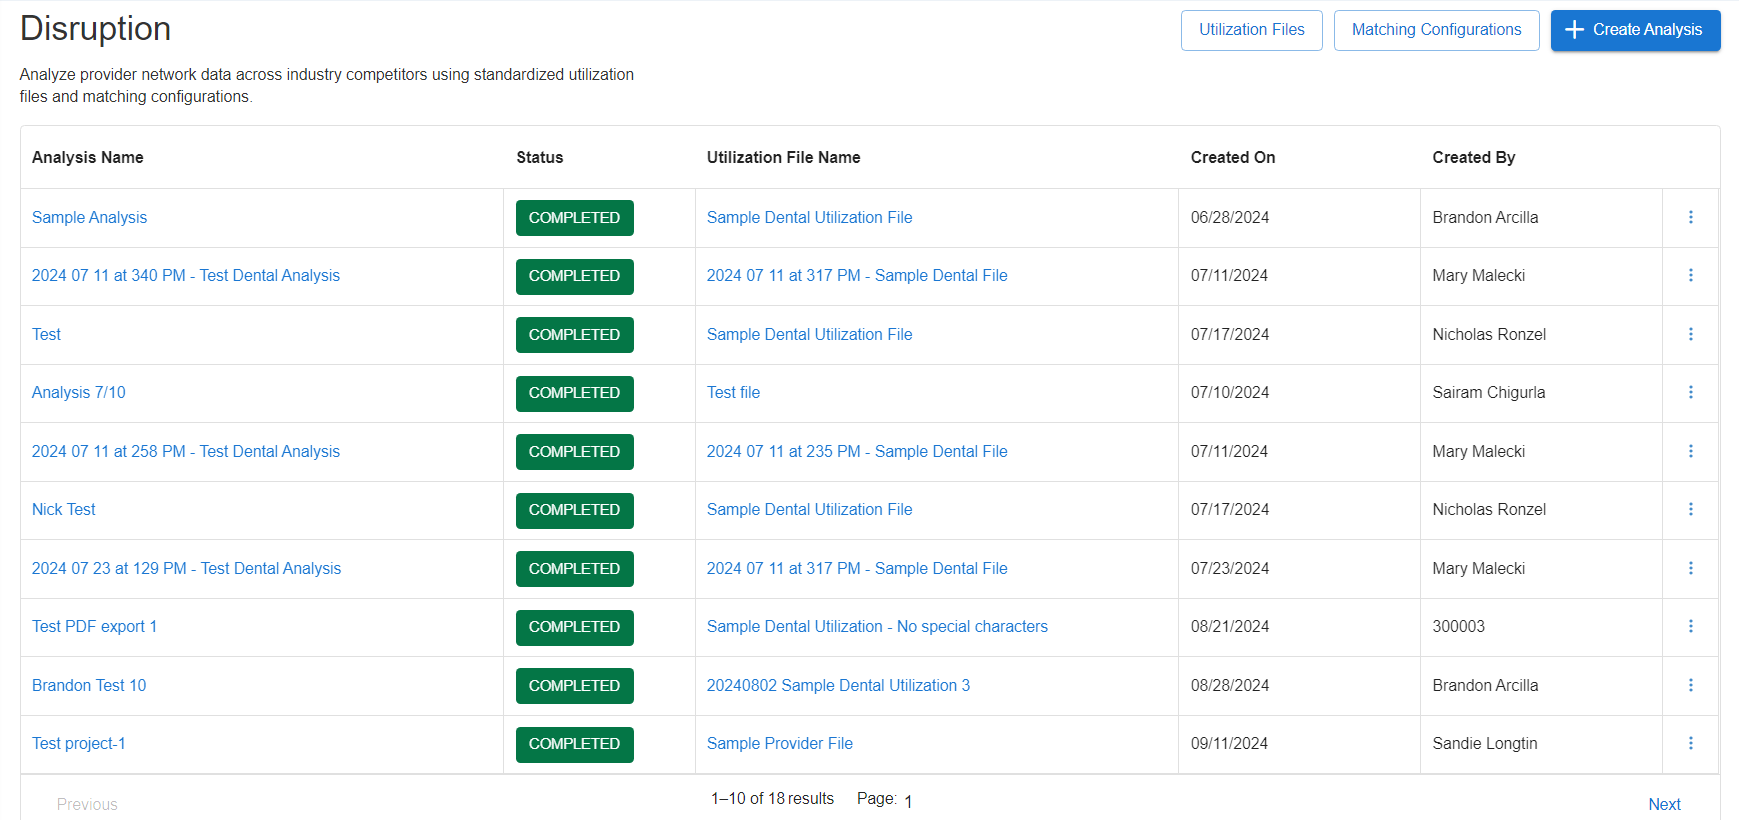 Disruption
Utilization Files
Matching Configurations
Create Analysis
Analyze provider network data across industry competitors using standardized utilization
files and matching configurations.
Analysis Name Status Utilization File Name Created On Created By
Sample Analysis COMPLETED Sample Dental Utilization File 06/28/2024 Brandon Arcilla
2024 07 11 at 340 PM - Test Dental Analysis COMPLETED 2024 07 11 at 317 PM - Sample Dental File 07/11/2024 Mary Malecki
Test COMPLETED Sample Dental Utilization File 07/17/2024 Nicholas Ronzel
Analysis 7/10 COMPLETED Test file 07/10/2024 Sairam Chigurla
2024 07 11 at 258 PM - Test Dental Analysis COMPLETED 2024 07 11 at 235 PM - Sample Dental File 07/11/2024 Mary Malecki
Nick Test COMPLETED Sample Dental Utilization File 07/17/2024 Nicholas Ronzel
2024 07 23 at 129 PM - Test Dental Analysis COMPLETED 2024 07 11 at 317 PM - Sample Dental File 07/23/2024 Mary Malecki
Test PDF export 1 COMPLETED Sample Dental Utilization - No special characters 08/21/2024 300003
Brandon Test 10 COMPLETED 20240802 Sample Dental Utilization 3 08/28/2024 Brandon Arcilla
Test project-1 COMPLETED Sample Provider File 09/11/2024 Sandie Longtin
Previous 1–10 of 18 results Page: 1 Next